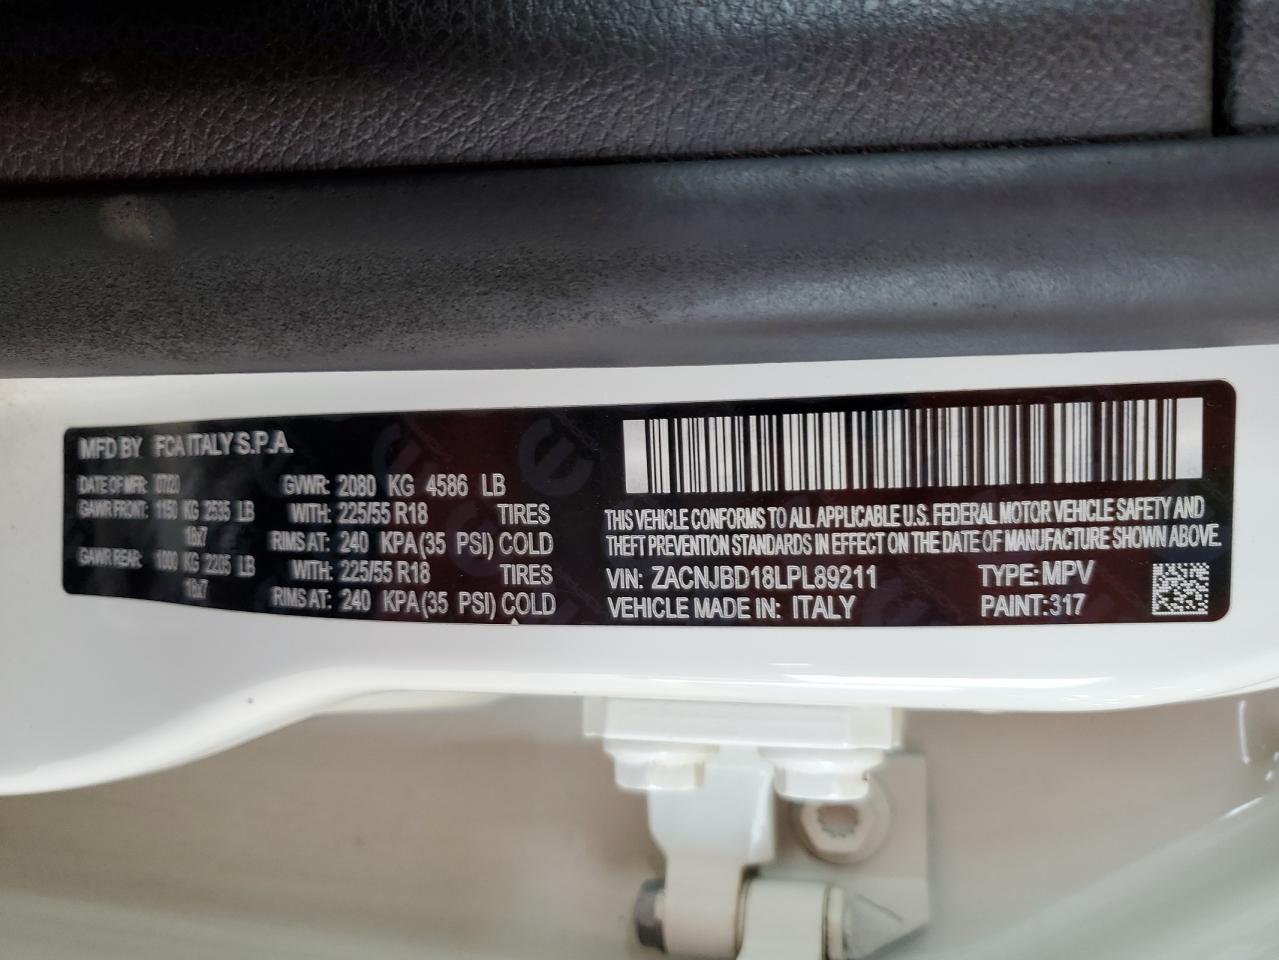 MFD BY FCA ITALY S.P.A.
DATE OF MFR: 07/20 GVWR: 2080 KG 4586 LB
GAWR FRONT: 1150 KG 2535 LB WITH: 225/55 R18 TIRES
18x7 RIMS AT: 240 KPA(35 PSI) COLD
GAWR REAR: 1000 KG 2205 LB WITH: 225/55 R18 TIRES
18x7 RIMS AT: 240 KPA(35 PSI) COLD
THIS VEHICLE CONFORMS TO ALL APPLICABLE U.S. FEDERAL MOTOR VEHICLE SAFETY AND
THEFT PREVENTION STANDARDS IN EFFECT ON THE DATE OF MANUFACTURE SHOWN ABOVE.
VIN: ZACNJBD18LPL89211 TYPE:MPV
VEHICLE MADE IN: ITALY PAINT:317